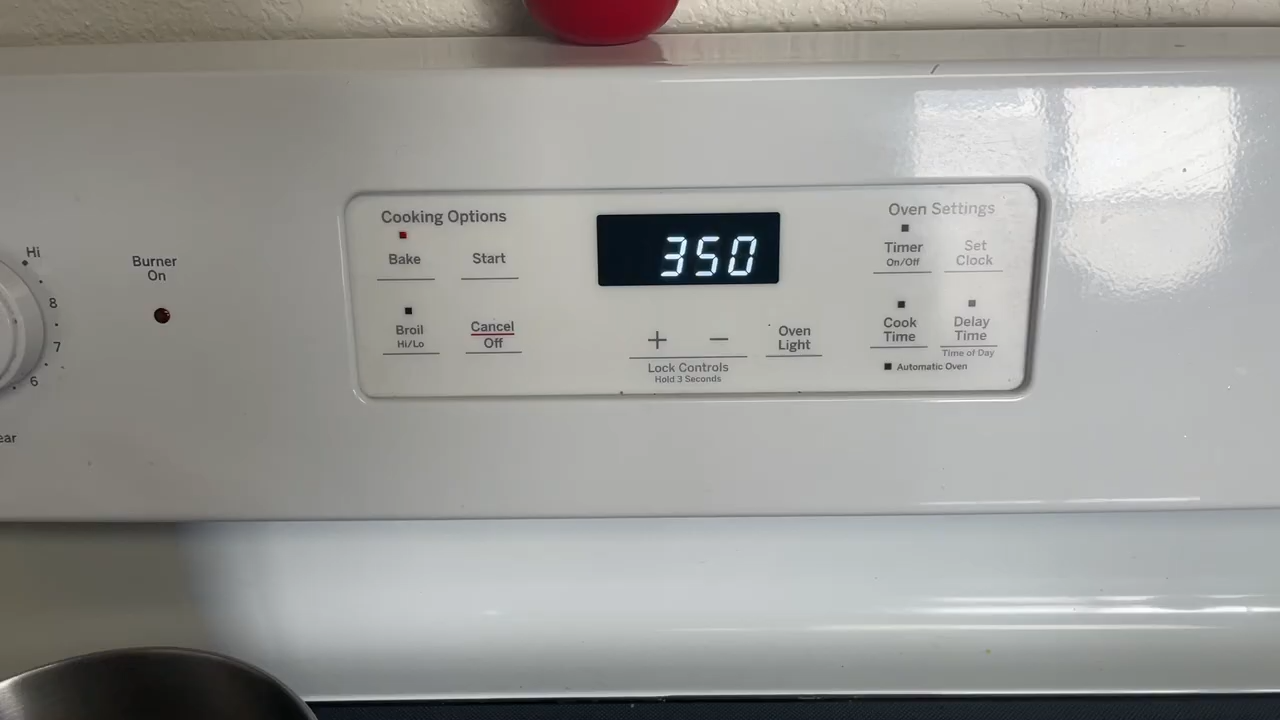 Hi
8
7
6
ear
Burner
On
Cooking Options
Bake
Start
Broil
Hi/Lo
Cancel
Off
350
+ −
Lock Controls
Hold 3 Seconds
Oven
Light
Oven Settings
Timer
On/Off
Set
Clock
Cook
Time
Delay
Time
Time of Day
Automatic Oven